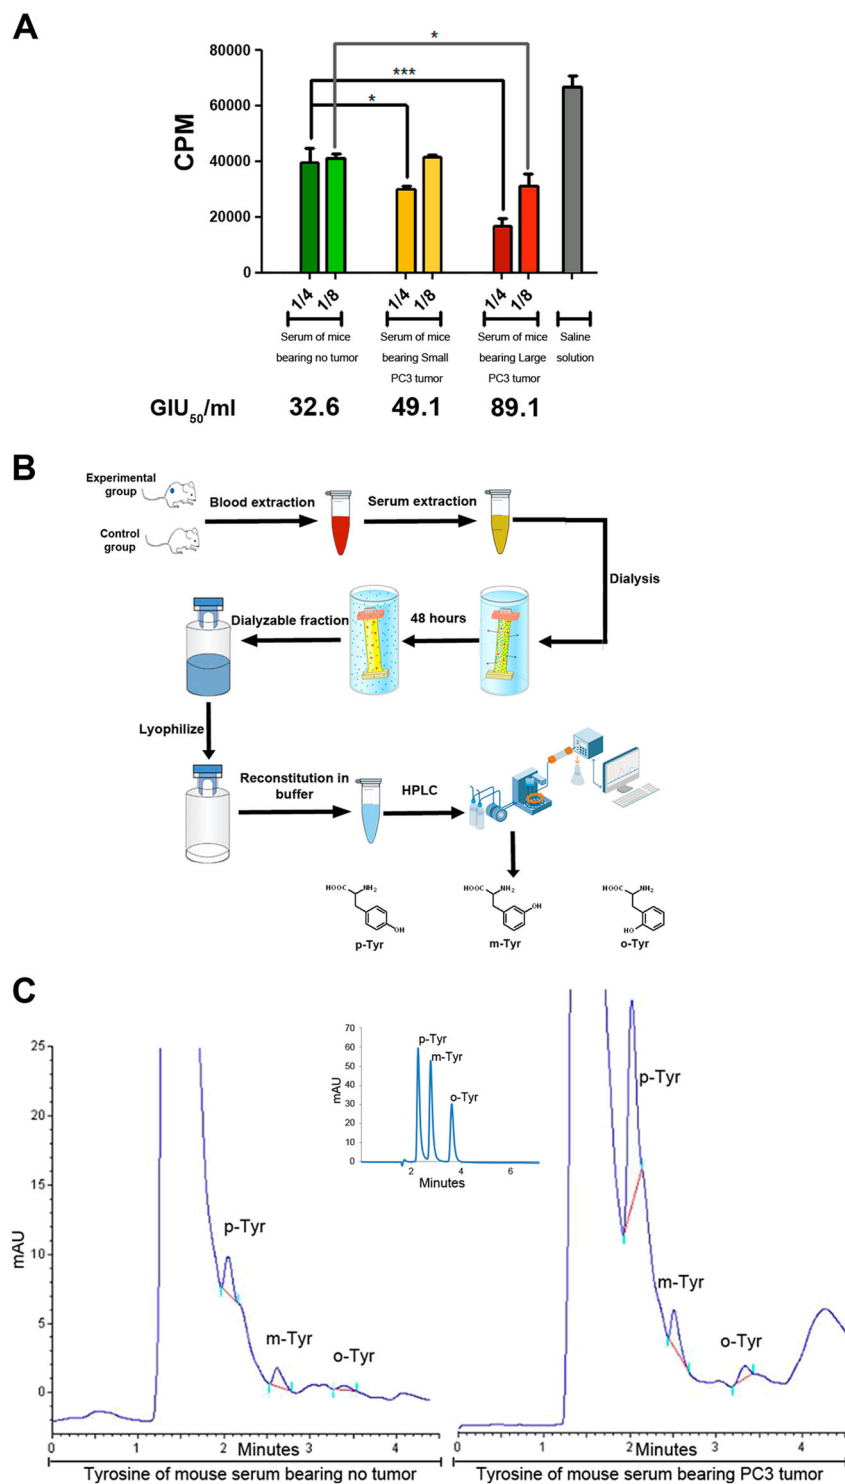 A
80000
60000
40000
20000
0
CPM
*
***
*
1/4 1/8 1/4 1/8 1/4 1/8
Serum of mice
bearing no tumor
Serum of mice
bearing Small
PC3 tumor
Serum of mice
bearing Large
PC3 tumor
Saline
solution
GIU50/ml 32.6 49.1 89.1
B
Experimental
group
Control
group
Blood extraction
Serum extraction
Dialysis
48 hours
Dialyzable fraction
Lyophilize
Reconstitution in
buffer
HPLC
HOOC NH2
OH
p-Tyr
HOOC NH2
OH
m-Tyr
HOOC NH2
HO
o-Tyr
C
25
20
15
10
5
0
mAU
p-Tyr
m-Tyr
o-Tyr
1 2 3 4
Minutes
Tyrosine of mouse serum bearing no tumor
70
60
50
40
30
20
10
0
mAU
p-Tyr
m-Tyr
o-Tyr
2 4 6
Minutes
p-Tyr
m-Tyr
o-Tyr
0 1 2 3 4
Minutes
Tyrosine of mouse serum bearing PC3 tumor